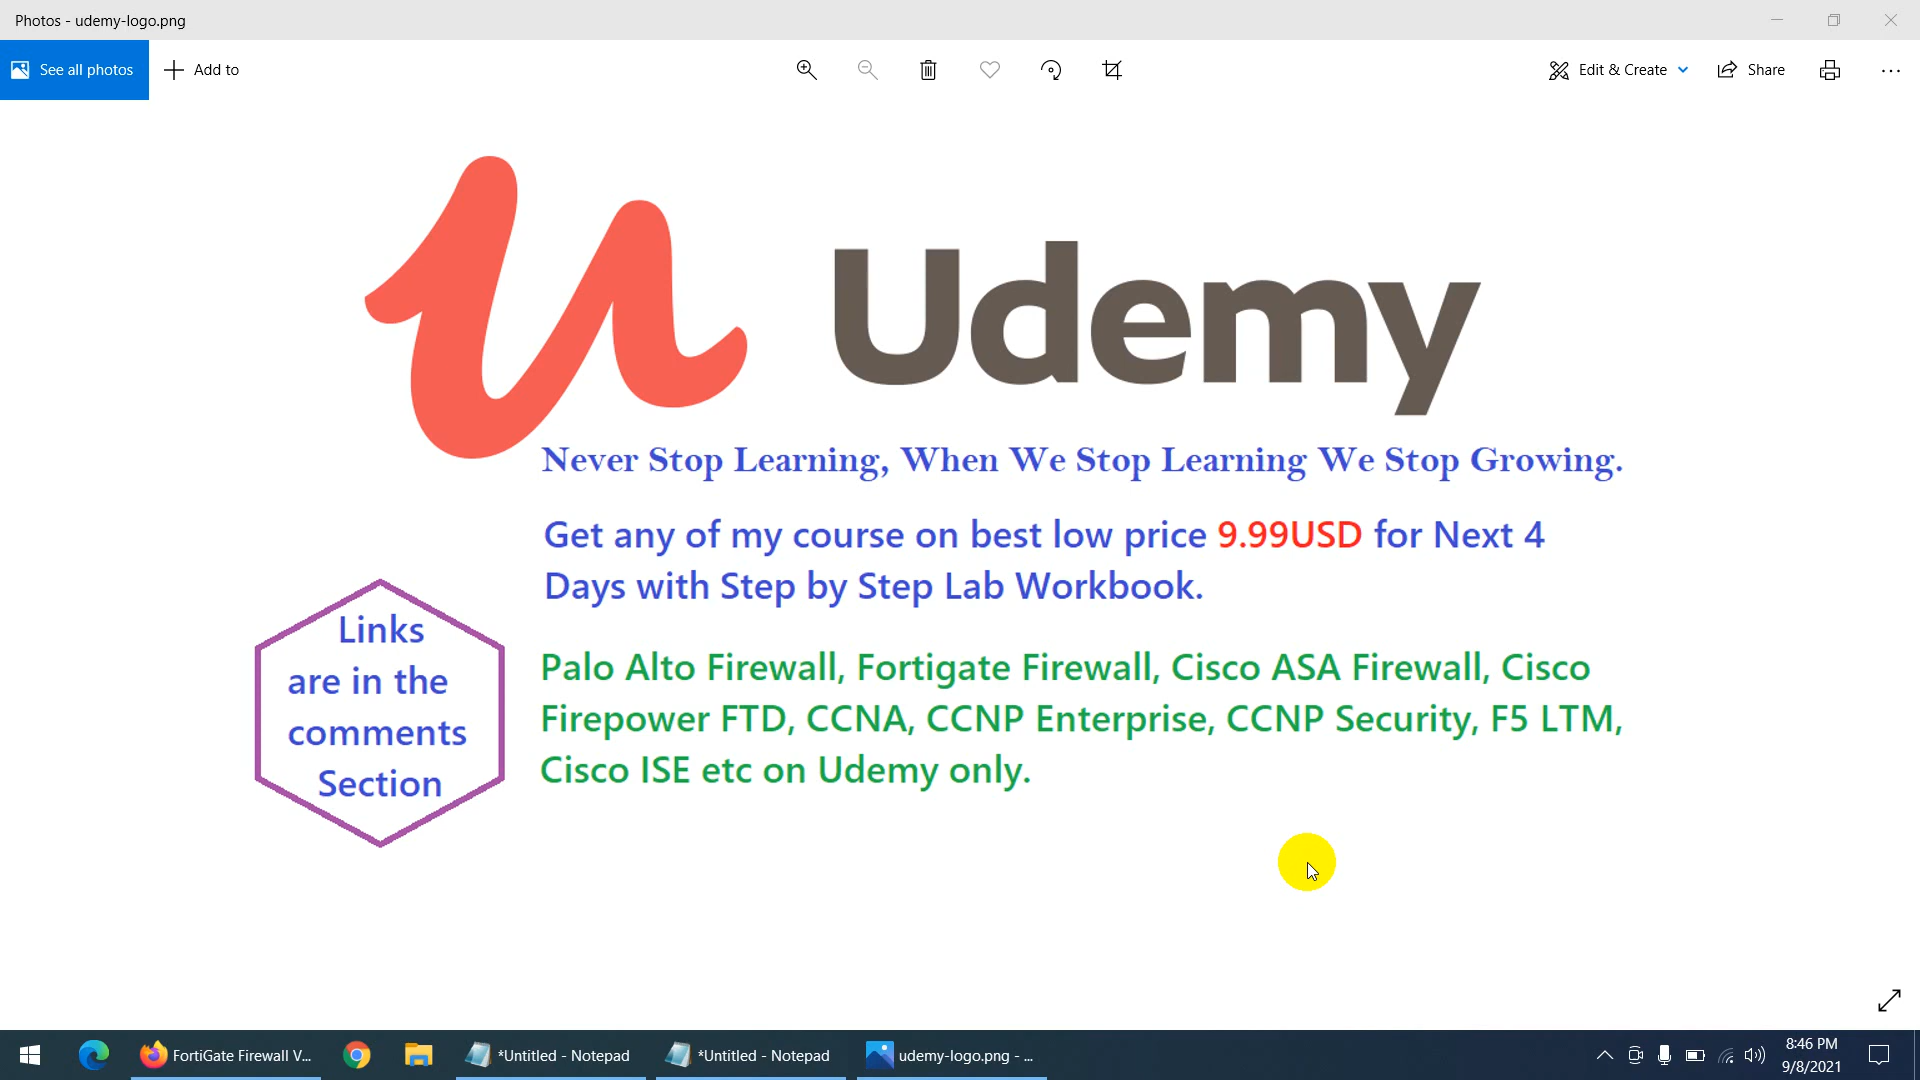 Photos - udemy-logo.png
See all photos
Add to
Edit & Create
Share
Udemy
Never Stop Learning, When We Stop Learning We Stop Growing.
Get any of my course on best low price 9.99USD for Next 4
Days with Step by Step Lab Workbook.
Links
are in the
comments
Section
Palo Alto Firewall, Fortigate Firewall, Cisco ASA Firewall, Cisco
Firepower FTD, CCNA, CCNP Enterprise, CCNP Security, F5 LTM,
Cisco ISE etc on Udemy only.
FortiGate Firewall V...
*Untitled - Notepad
*Untitled - Notepad
udemy-logo.png - ...
8:46 PM
9/8/2021